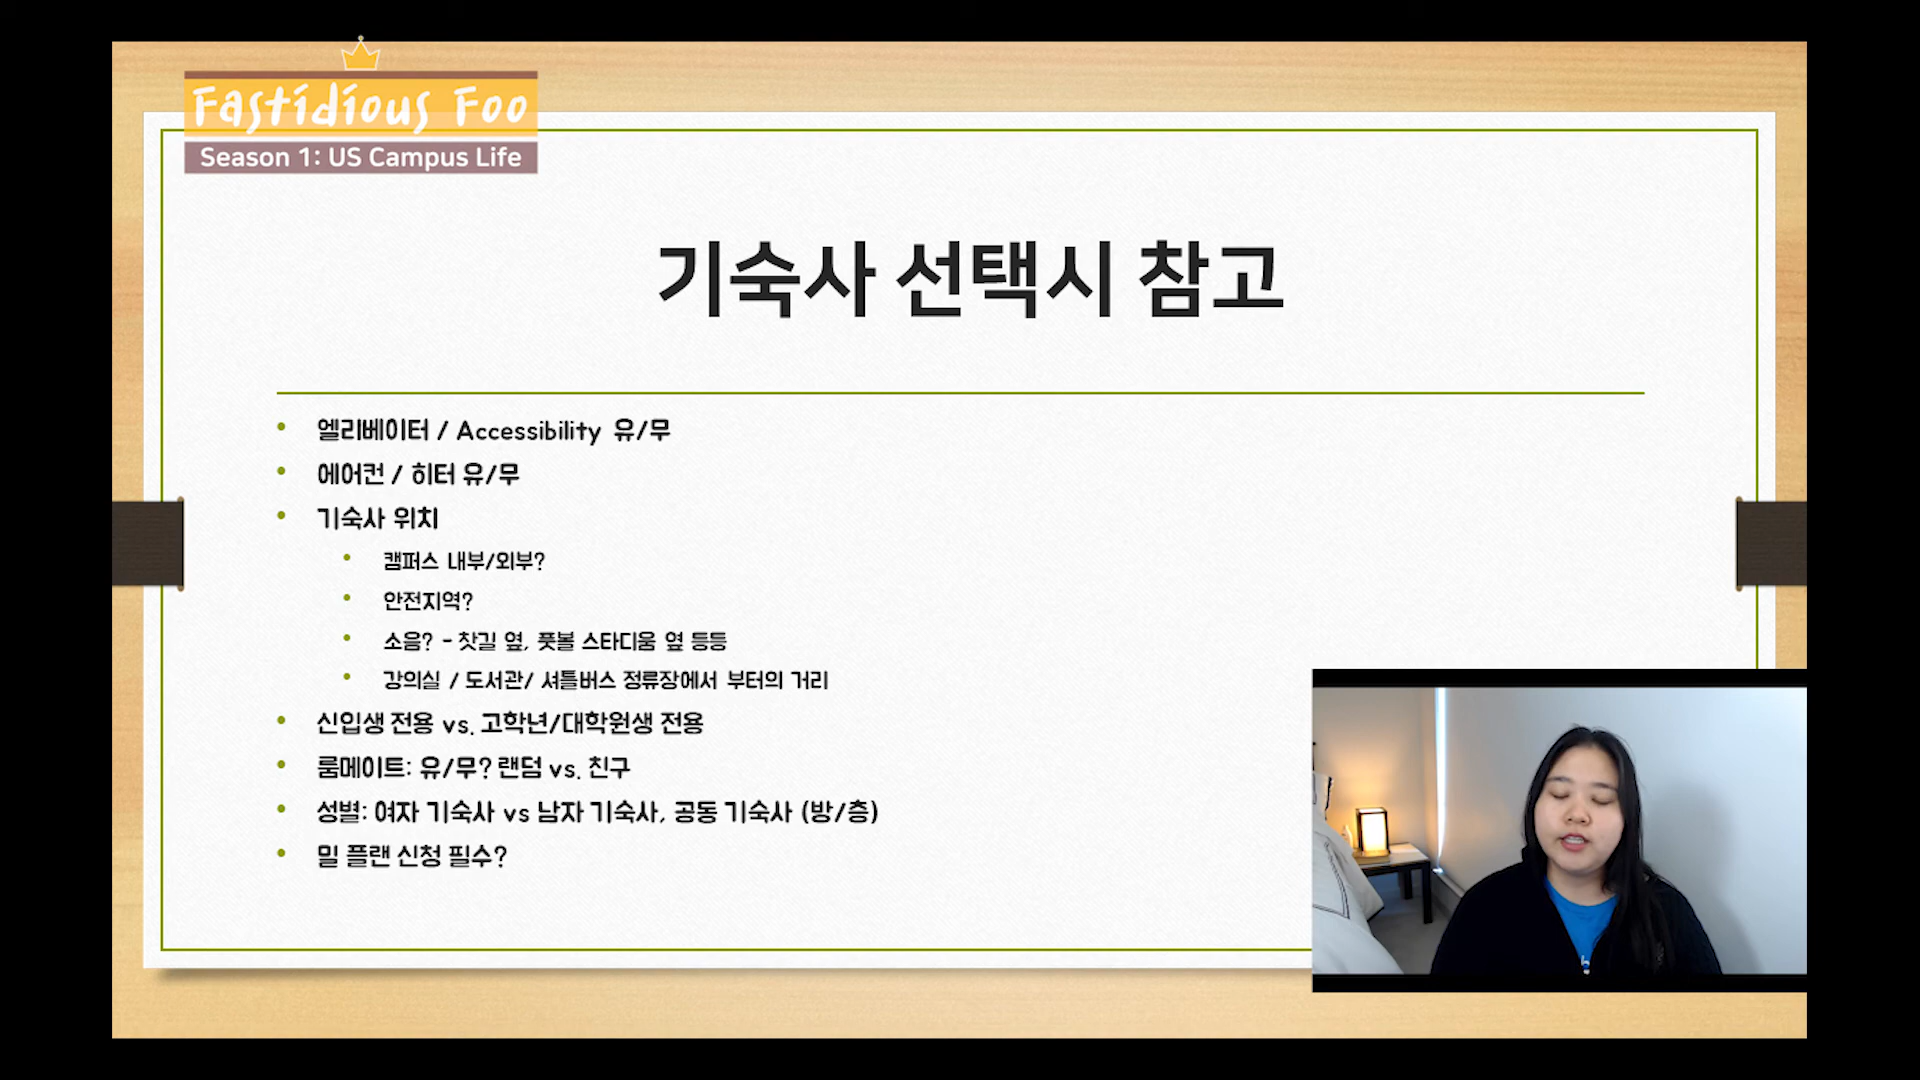 Fastidious Foo
Season 1: US Campus Life
기숙사 선택시 참고
엘리베이터 / Accessibility 유/무
에어컨 / 히터 유/무
기숙사 위치
캠퍼스 내부/외부?
안전지역?
소음? - 찻길 옆, 풋볼 스타디움 옆 등등
강의실 / 도서관/ 셔틀버스 정류장에서 부터의 거리
신입생 전용 vs. 고학년/대학원생 전용
룸메이트: 유/무? 랜덤 vs. 친구
성별: 여자 기숙사 vs 남자 기숙사, 공동 기숙사 (방/층)
밀 플랜 신청 필수?